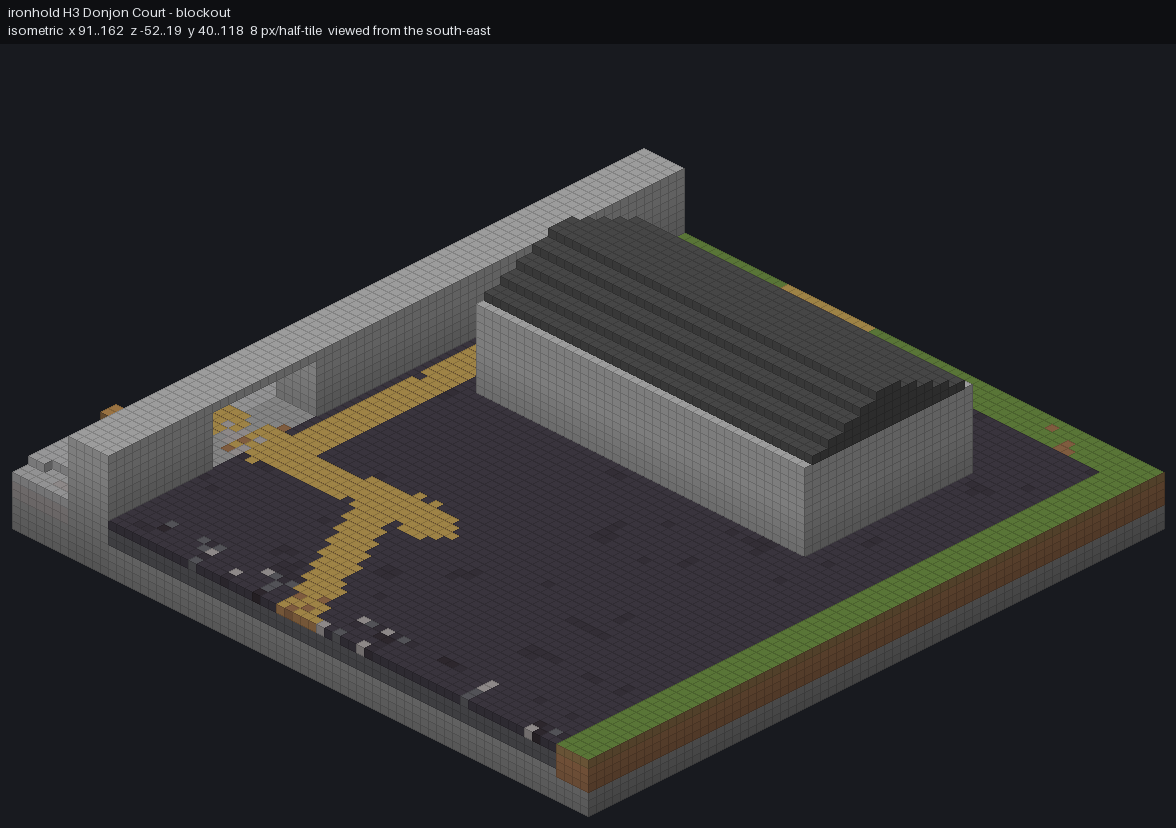 ironhold H3 Donjon Court - blockout
isometric  x 91..162  z -52..19  y 40..118  8 px/half-tile  viewed from the south-east